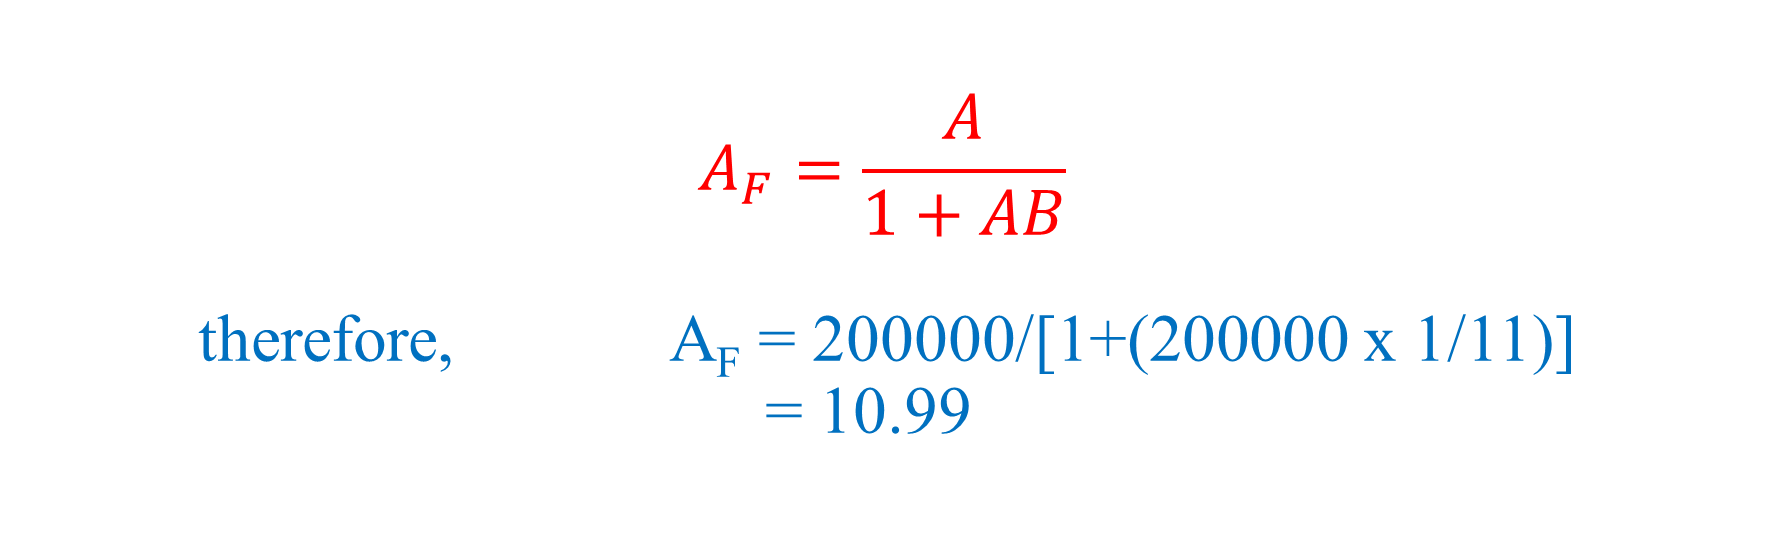 A_F = A / (1 + AB)
therefore, A_F = 200000/[1+(200000 x 1/11)]
= 10.99